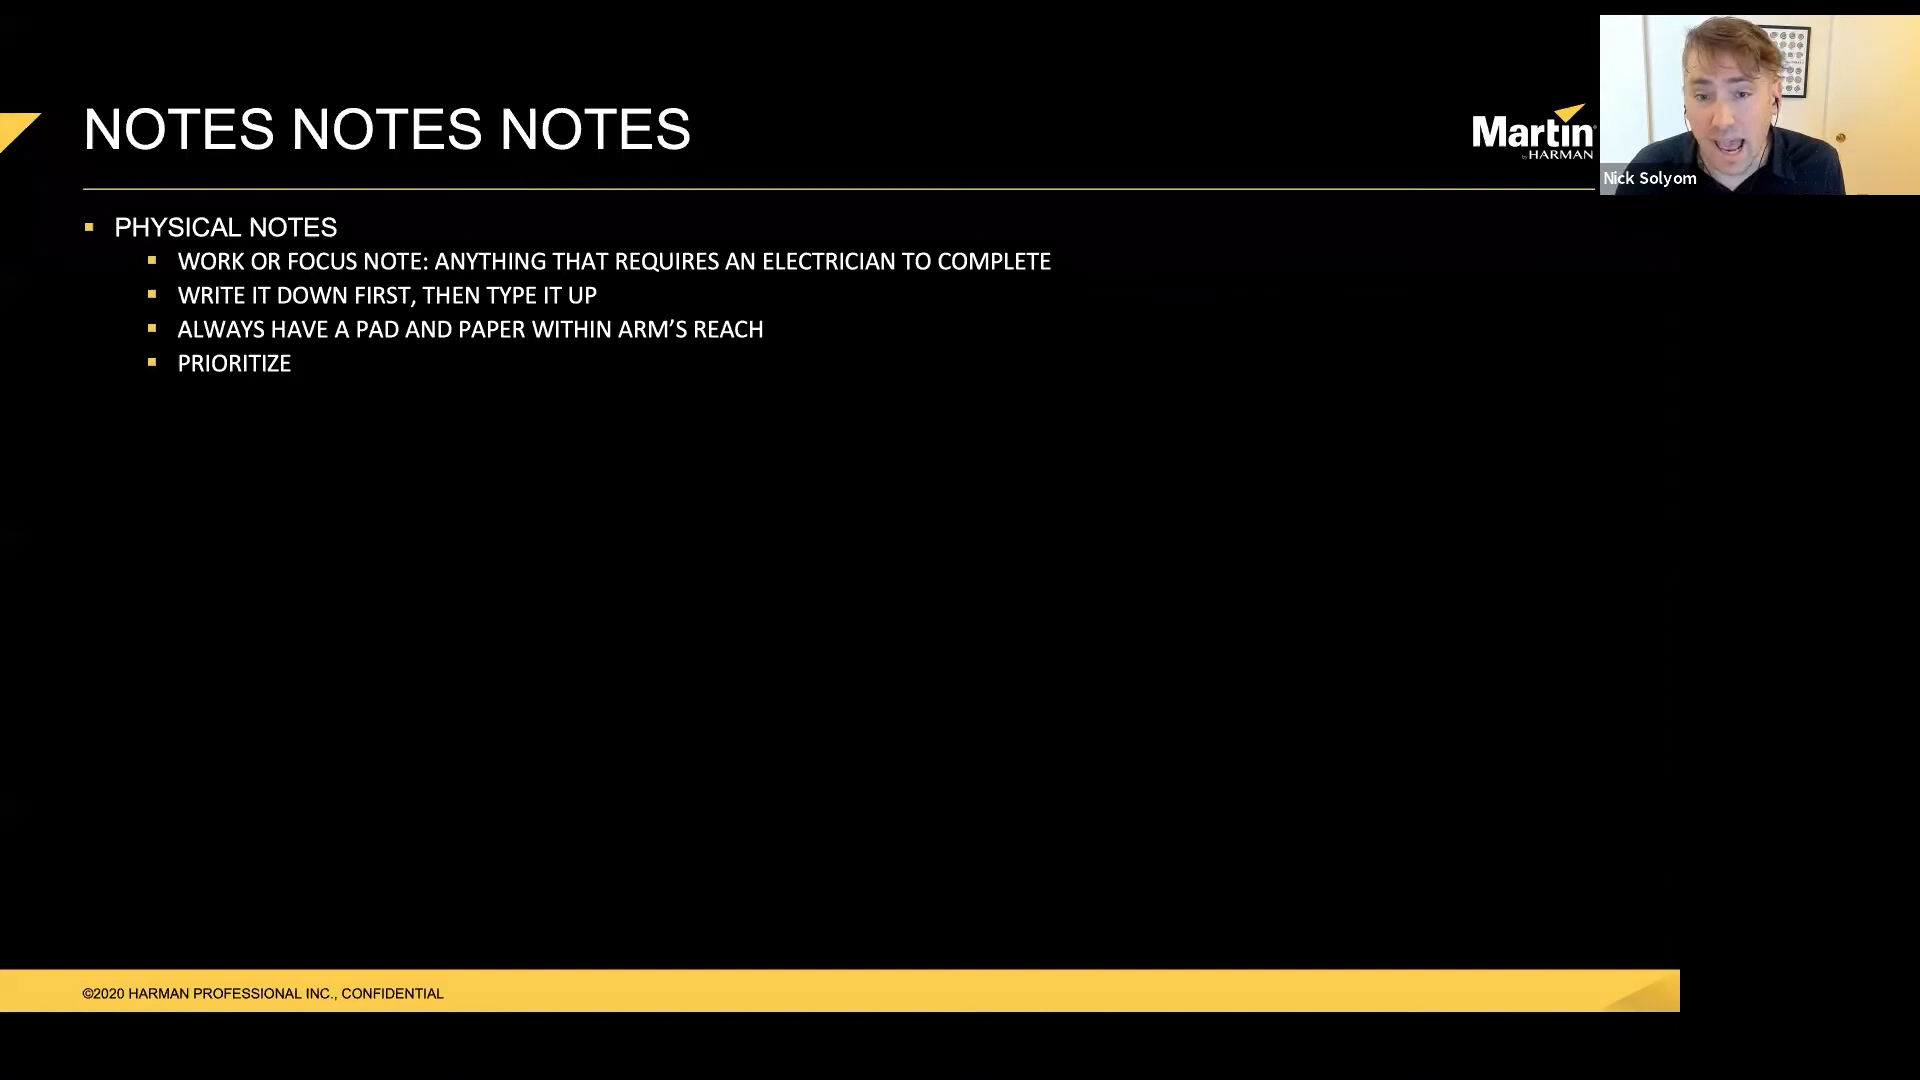 NOTES NOTES NOTES
Martin
by HARMAN
Nick Solyom
PHYSICAL NOTES
WORK OR FOCUS NOTE: ANYTHING THAT REQUIRES AN ELECTRICIAN TO COMPLETE
WRITE IT DOWN FIRST, THEN TYPE IT UP
ALWAYS HAVE A PAD AND PAPER WITHIN ARM’S REACH
PRIORITIZE
©2020 HARMAN PROFESSIONAL INC., CONFIDENTIAL